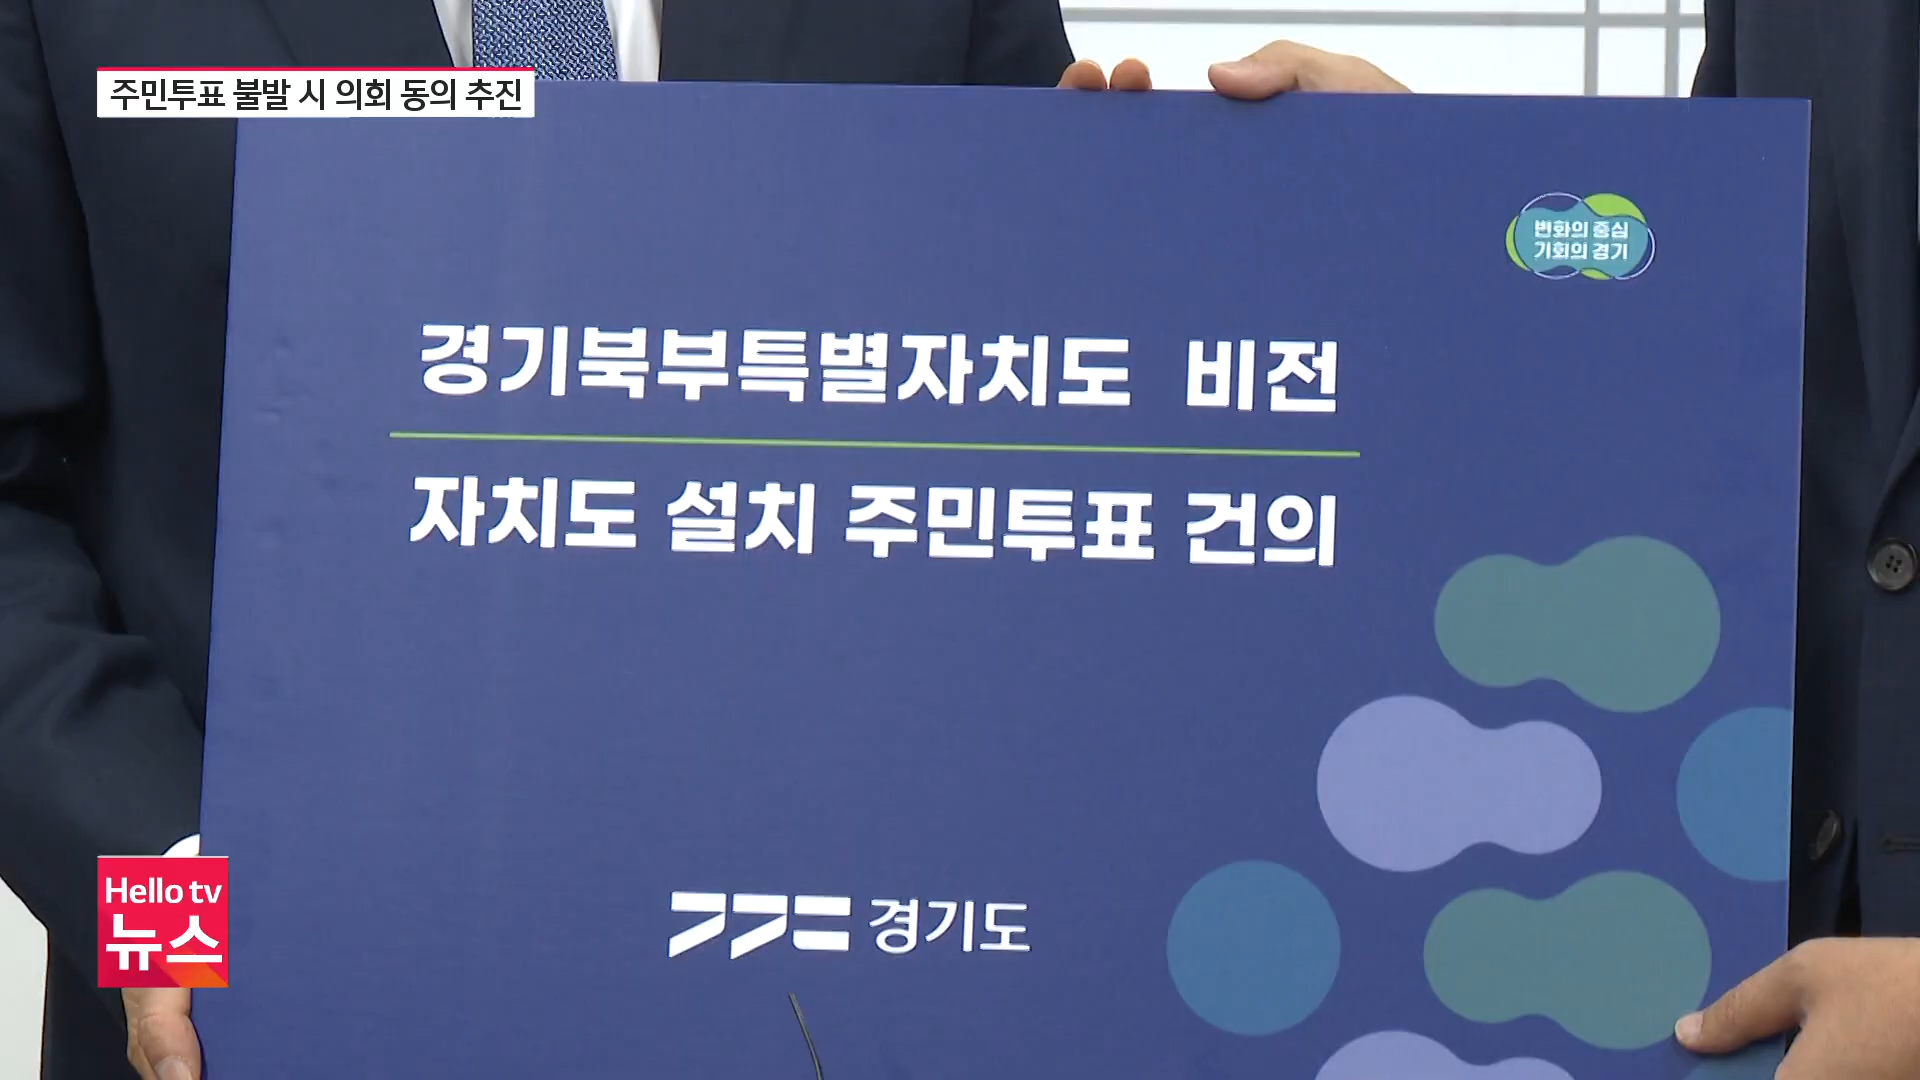 주민투표 불발 시 의회 동의 추진
변화의 중심
기회의 경기
경기북부특별자치도 비전
자치도 설치 주민투표 건의
경기도
Hello tv
뉴스